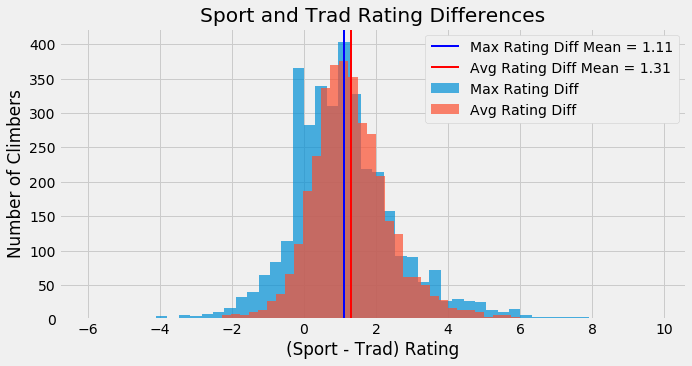 Sport and Trad Rating Differences
Max Rating Diff Mean = 1.11
Avg Rating Diff Mean = 1.31
Max Rating Diff
Avg Rating Diff
Number of Climbers
400
350
300
250
200
150
100
50
0
−6 −4 −2 0 2 4 6 8 10
(Sport - Trad) Rating